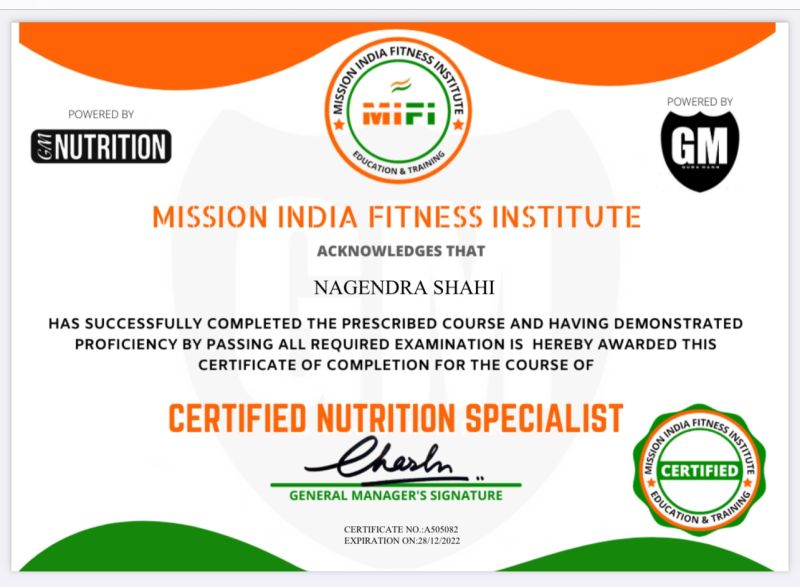 MISSION INDIA FITNESS INSTITUTE
MiFi
EDUCATION & TRAINING
POWERED BY
GM NUTRITION
POWERED BY
GM
GURU MANN
MISSION INDIA FITNESS INSTITUTE
ACKNOWLEDGES THAT
NAGENDRA SHAHI
HAS SUCCESSFULLY COMPLETED THE PRESCRIBED COURSE AND HAVING DEMONSTRATED
PROFICIENCY BY PASSING ALL REQUIRED EXAMINATION IS HEREBY AWARDED THIS
CERTIFICATE OF COMPLETION FOR THE COURSE OF
CERTIFIED NUTRITION SPECIALIST
GENERAL MANAGER'S SIGNATURE
MISSION INDIA FITNESS INSTITUTE
CERTIFIED
EDUCATION & TRAINING
CERTIFICATE NO.:A505082
EXPIRATION ON:28/12/2022